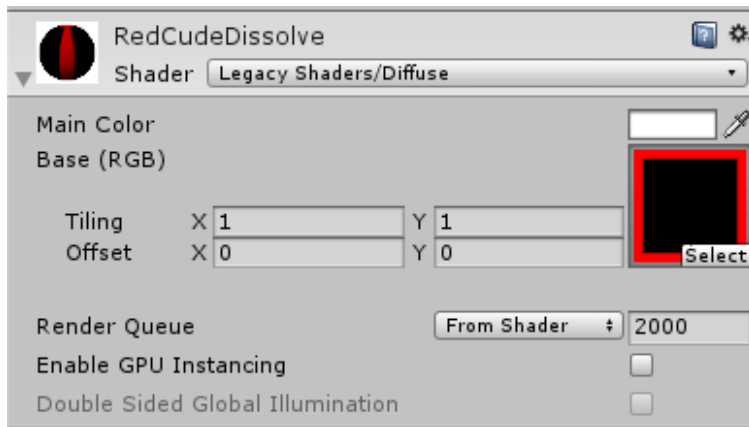 RedCudeDissolve
Shader Legacy Shaders/Diffuse
Main Color
Base (RGB)
Tiling X 1 Y 1
Offset X 0 Y 0
Select
Render Queue From Shader 2000
Enable GPU Instancing
Double Sided Global Illumination